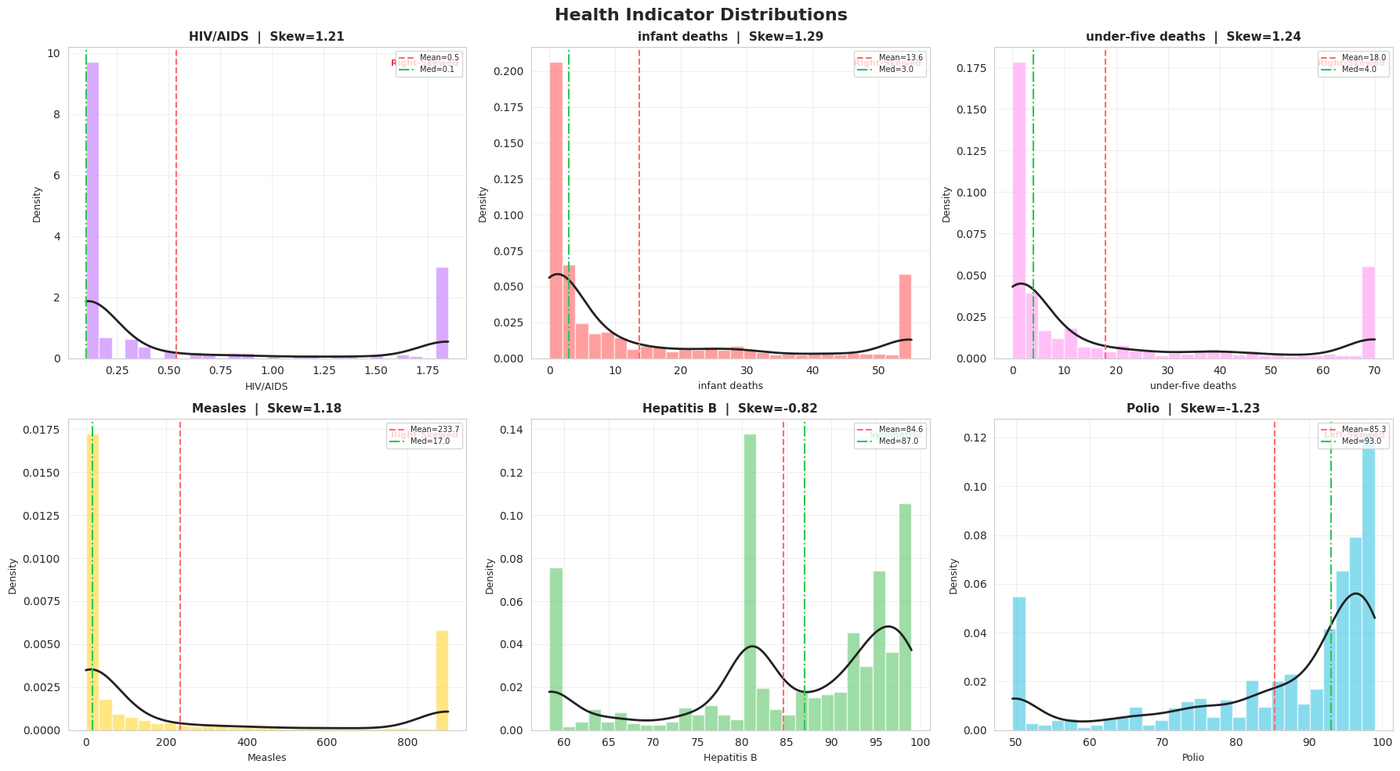 Health Indicator Distributions
HIV/AIDS | Skew=1.21
Mean=0.5
Med=0.1
10
8
6
4
2
0
Density
0.25 0.50 0.75 1.00 1.25 1.50 1.75
HIV/AIDS
infant deaths | Skew=1.29
Mean=13.6
Med=3.0
0.200
0.175
0.150
0.125
0.100
0.075
0.050
0.025
0.000
Density
0 10 20 30 40 50
infant deaths
under-five deaths | Skew=1.24
Mean=18.0
Med=4.0
0.175
0.150
0.125
0.100
0.075
0.050
0.025
0.000
Density
0 10 20 30 40 50 60 70
under-five deaths
Measles | Skew=1.18
Mean=233.7
Med=17.0
0.0175
0.0150
0.0125
0.0100
0.0075
0.0050
0.0025
0.0000
Density
0 200 400 600 800
Measles
Hepatitis B | Skew=-0.82
Mean=84.6
Med=87.0
0.14
0.12
0.10
0.08
0.06
0.04
0.02
0.00
Density
60 65 70 75 80 85 90 95 100
Hepatitis B
Polio | Skew=-1.23
Mean=85.3
Med=93.0
0.12
0.10
0.08
0.06
0.04
0.02
0.00
Density
50 60 70 80 90 100
Polio